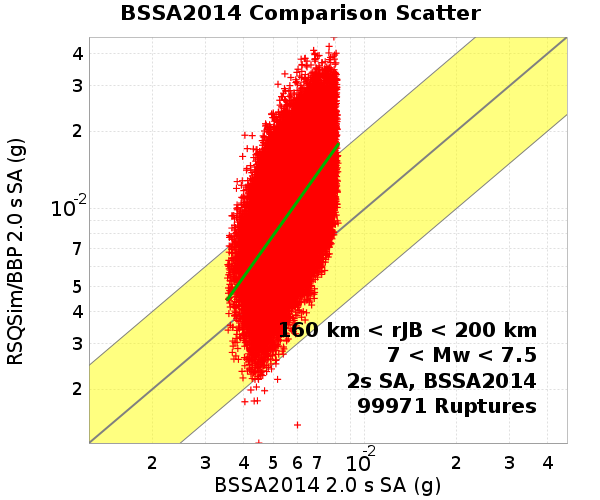 BSSA2014 Comparison Scatter
RSQSim/BBP 2.0 s SA (g)
4
3
2
10-2
7
5
4
3
2
160 km < rJB < 200 km
7 < Mw < 7.5
2s SA, BSSA2014
99971 Ruptures
2 3 4 5 6 7 10-2 2 3 4
BSSA2014 2.0 s SA (g)